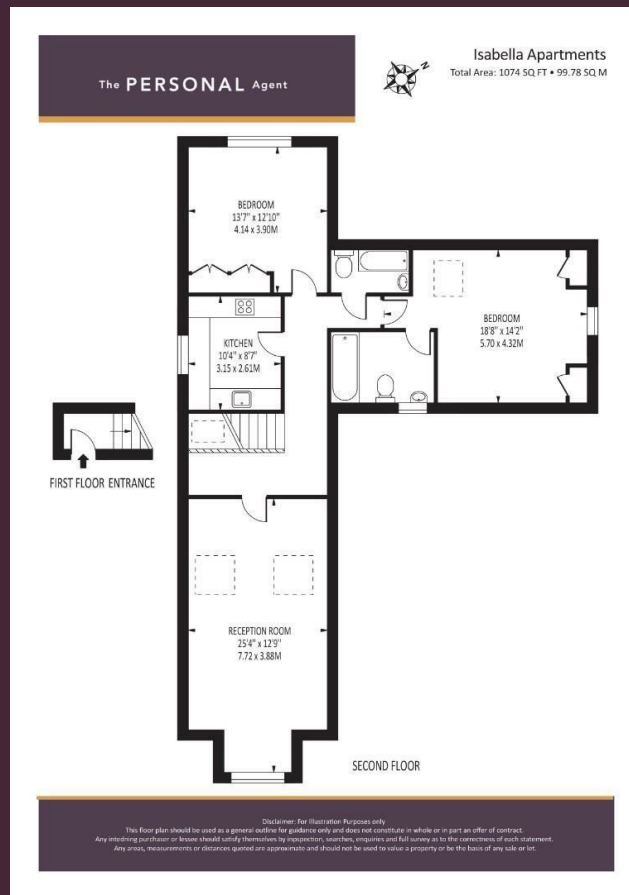 The PERSONAL Agent
N
Isabella Apartments
Total Area: 1074 SQ FT • 99.78 SQ M
BEDROOM
13'7" x 12'10"
4.14 x 3.90M
BEDROOM
18'8" x 14'2"
5.70 x 4.32M
KITCHEN
10'4" x 8'7"
3.15 x 2.61M
FIRST FLOOR ENTRANCE
RECEPTION ROOM
25'4" x 12'9"
7.72 x 3.88M
SECOND FLOOR
Disclaimer: For Illustration Purposes only
This floor plan should be used as a general outline for guidance only and does not constitute in whole or in part an offer of contract.
Any intedning purchaser or lessee should satisfy themselves by inpspection, searches, enquiries and full survey as to the correctness of each statement.
Any areas, measurements or distances quoted are approximate and should not be used to value a property or be the basis of any sale or let.